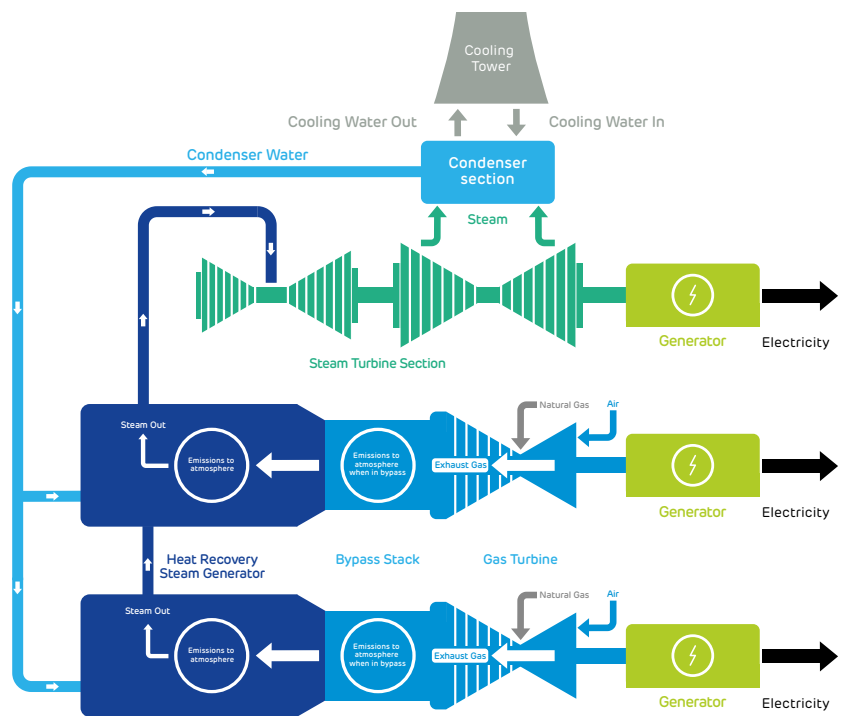 Cooling
Tower
Cooling Water Out
Cooling Water In
Condenser Water
Condenser
section
Steam
Steam Turbine Section
Generator
Electricity
Steam Out
Emissions to
atmosphere
Emissions to
atmosphere
when in bypass
Exhaust Gas
Natural Gas
Air
Generator
Electricity
Heat Recovery
Steam Generator
Bypass Stack
Gas Turbine
Steam Out
Emissions to
atmosphere
Emissions to
atmosphere
when in bypass
Exhaust Gas
Natural Gas
Air
Generator
Electricity